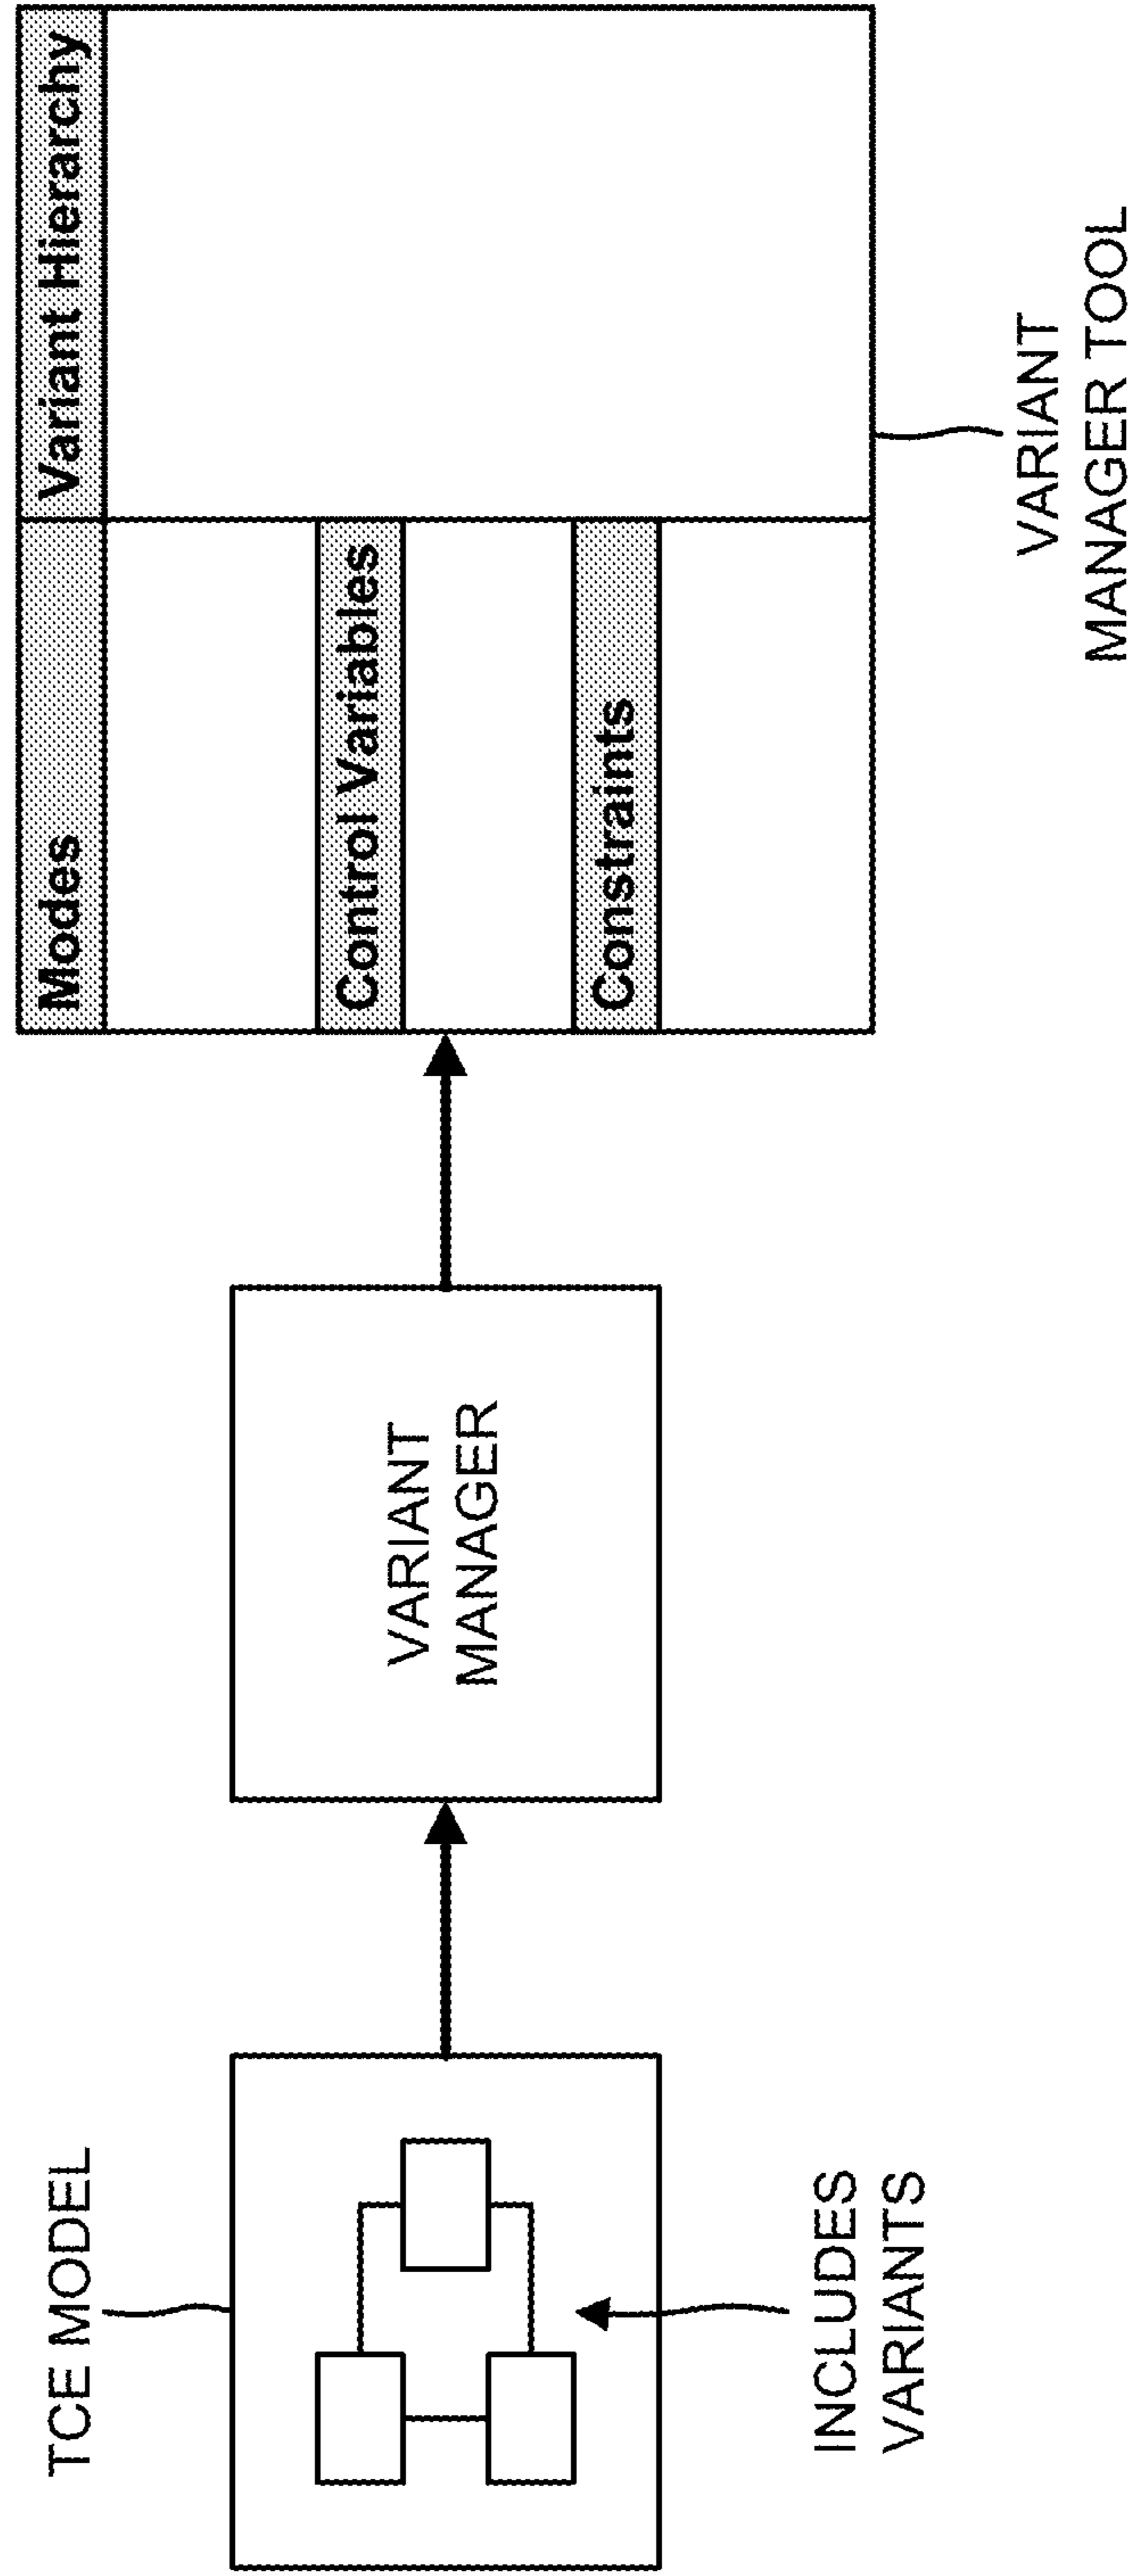 TCE MODEL
INCLUDES
VARIANTS
VARIANT
MANAGER
Modes
Variant Hierarchy
Control Variables
Constraints
VARIANT
MANAGER TOOL